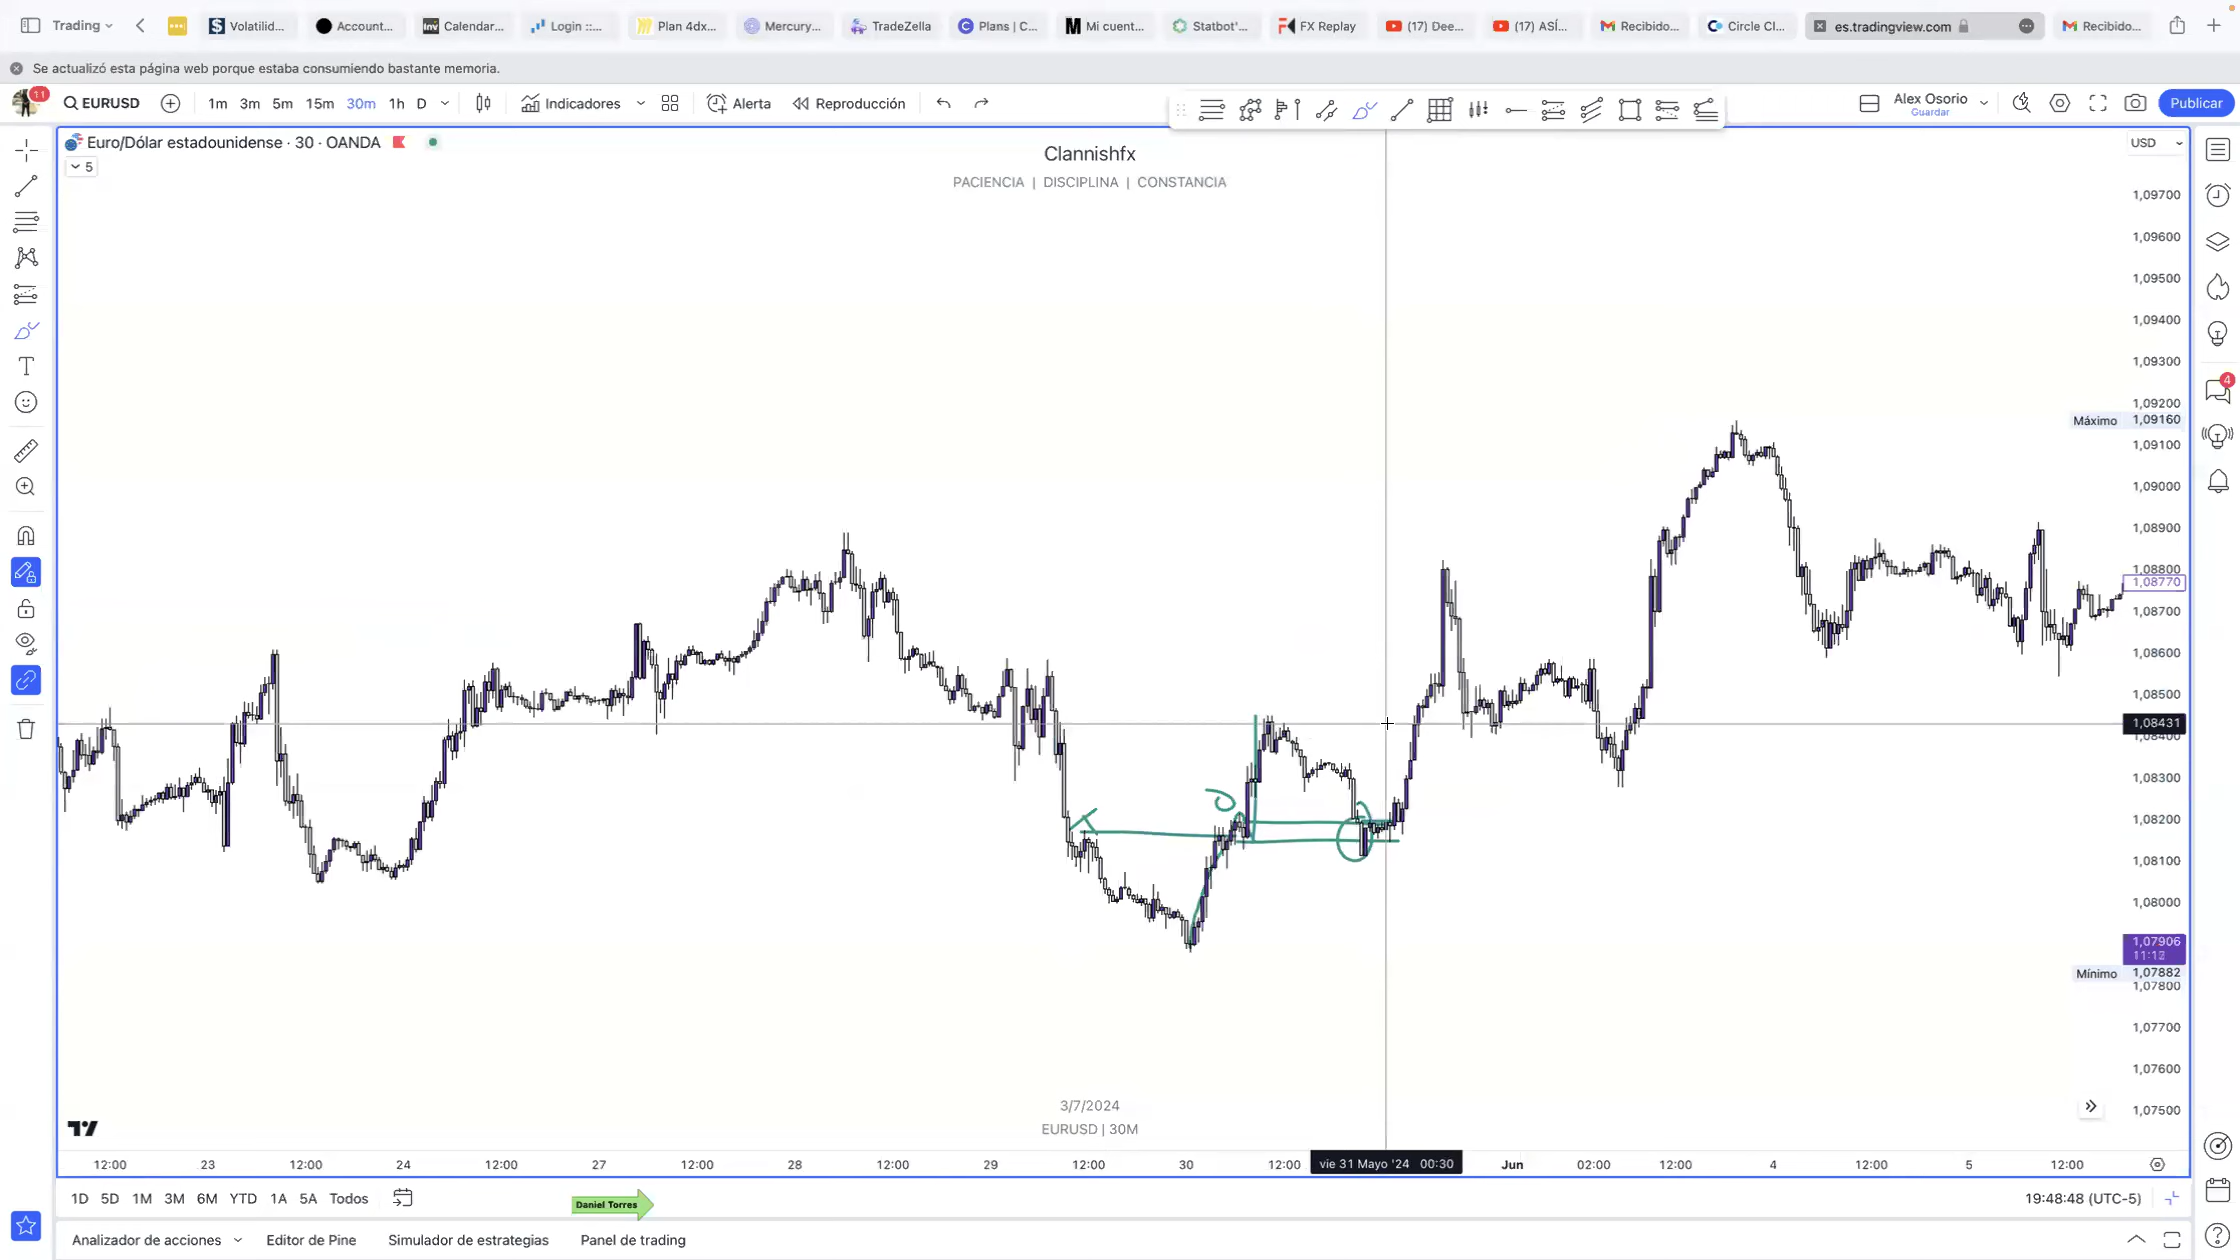 Trading
Volatilid...
Account...
Calendar...
Login ::...
Plan 4dx...
Mercury...
TradeZella
Plans | C...
Mi cuent...
Statbot'...
FX Replay
(17) Dee...
(17) ASÍ...
Recibido...
Circle Cl...
es.tradingview.com
Recibido...
Se actualizó esta página web porque estaba consumiendo bastante memoria.
11
EURUSD
1m 3m 5m 15m 30m 1h D
Indicadores
Alerta
Reproducción
Alex Osorio
Guardar
Publicar
Euro/Dólar estadounidense · 30 · OANDA
5
Clannishfx
PACIENCIA | DISCIPLINA | CONSTANCIA
USD
1,09700
1,09600
1,09500
1,09400
1,09300
1,09200
Máximo 1,09160
1,09100
1,09000
1,08900
1,08800
1,08770
1,08700
1,08600
1,08500
1,08431
1,08400
1,08300
1,08200
1,08100
1,08000
1,07906
11:12
Mínimo 1,07882
1,07800
1,07700
1,07600
1,07500
4
3/7/2024
EURUSD | 30M
12:00 23 12:00 24 12:00 27 12:00 28 12:00 29 12:00 30 12:00 vie 31 Mayo '24 00:30 Jun 02:00 12:00 4 12:00 5 12:00
1D 5D 1M 3M 6M YTD 1A 5A Todos
Daniel Torres
19:48:48 (UTC-5)
Analizador de acciones
Editor de Pine
Simulador de estrategias
Panel de trading